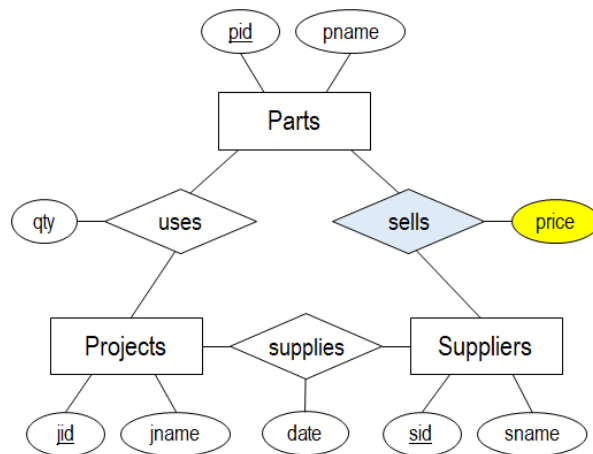 pid
pname
Parts
qty
uses
sells
price
Projects
supplies
Suppliers
jid
jname
date
sid
sname